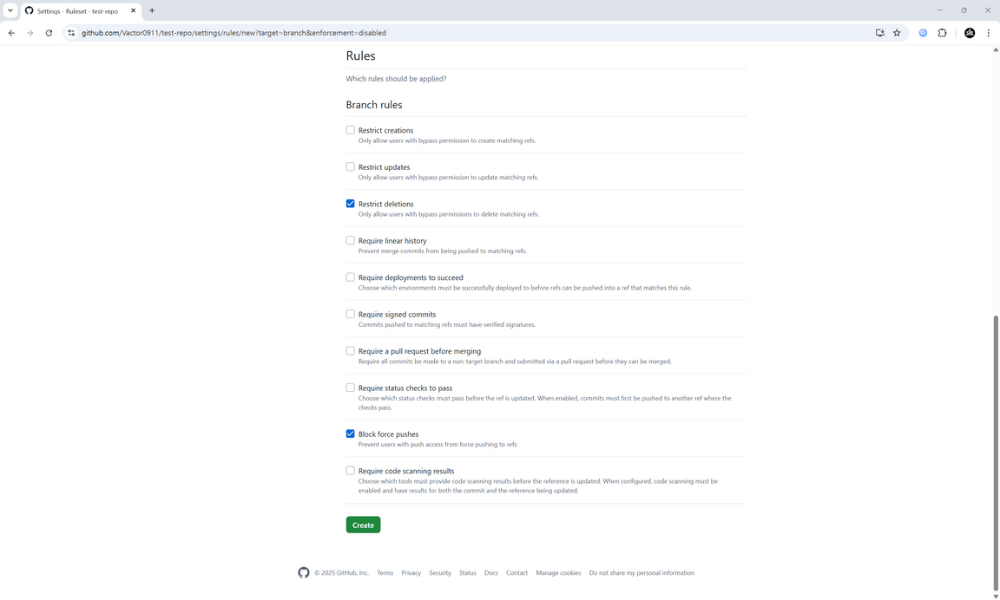 Settings · Ruleset · test-repo
github.com/Vactor0911/test-repo/settings/rules/new?target=branch&enforcement=disabled
Rules
Which rules should be applied?
Branch rules
Restrict creations
Only allow users with bypass permission to create matching refs.
Restrict updates
Only allow users with bypass permission to update matching refs.
Restrict deletions
Only allow users with bypass permissions to delete matching refs.
Require linear history
Prevent merge commits from being pushed to matching refs.
Require deployments to succeed
Choose which environments must be successfully deployed to before refs can be pushed into a ref that matches this rule.
Require signed commits
Commits pushed to matching refs must have verified signatures.
Require a pull request before merging
Require all commits be made to a non-target branch and submitted via a pull request before they can be merged.
Require status checks to pass
Choose which status checks must pass before the ref is updated. When enabled, commits must first be pushed to another ref where the
checks pass.
Block force pushes
Prevent users with push access from force pushing to refs.
Require code scanning results
Choose which tools must provide code scanning results before the reference is updated. When configured, code scanning must be
enabled and have results for both the commit and the reference being updated.
Create
© 2025 GitHub, Inc. Terms Privacy Security Status Docs Contact Manage cookies Do not share my personal information